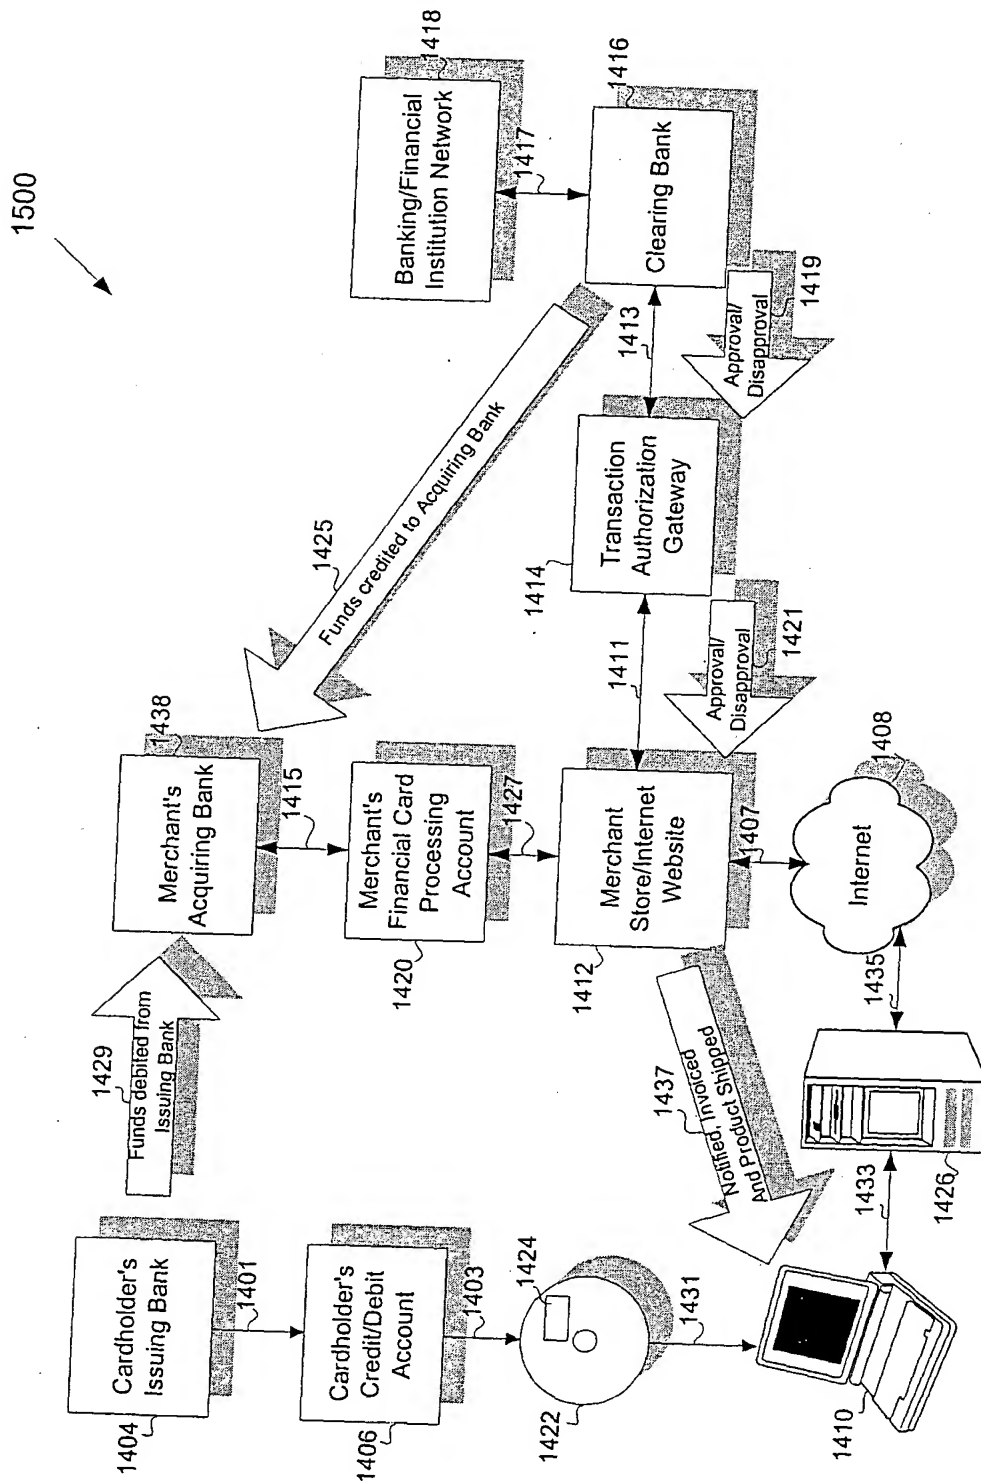 1500
Cardholder's
Issuing Bank
1404
1401
Cardholder's
Credit/Debit
Account
1406
1403
1424
1422
1431
1410
1429
Funds debited from
Issuing Bank
Merchant's
Acquiring Bank
1438
1415
Merchant's
Financial Card
Processing
Account
1420
1427
Merchant
Store/Internet
Website
1412
1407
Internet
1408
1435
1426
1433
1437
Notified, Invoiced
And Product Shipped
1425
Funds credited to Acquiring Bank
1411
Approval/
Disapproval
1421
Transaction
Authorization
Gateway
1414
1413
Approval/
Disapproval
1419
Banking/Financial
Institution Network
1418
1417
Clearing Bank
1416